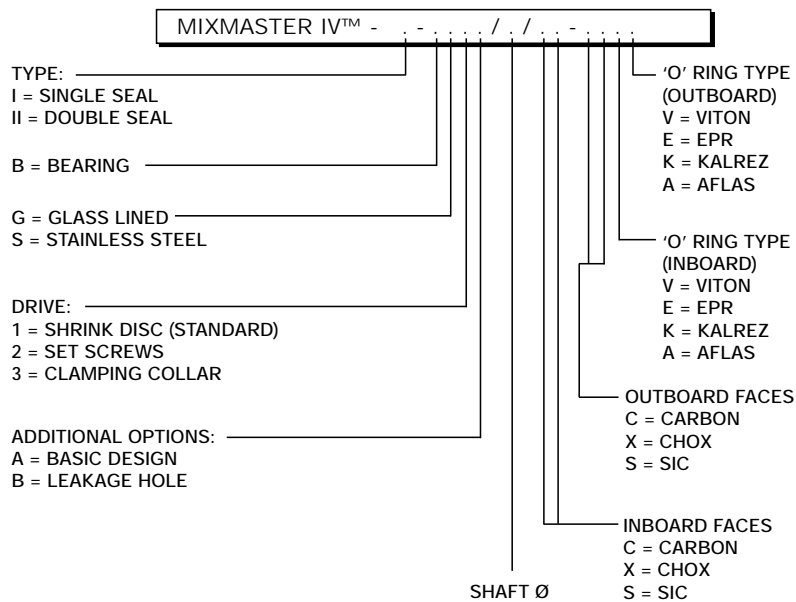 MIXMASTER IV™ - . - . . . . / . / . . - . . . .
TYPE:
I = SINGLE SEAL
II = DOUBLE SEAL
B = BEARING
G = GLASS LINED
S = STAINLESS STEEL
DRIVE:
1 = SHRINK DISC (STANDARD)
2 = SET SCREWS
3 = CLAMPING COLLAR
ADDITIONAL OPTIONS:
A = BASIC DESIGN
B = LEAKAGE HOLE
‘O’ RING TYPE
(OUTBOARD)
V = VITON
E = EPR
K = KALREZ
A = AFLAS
‘O’ RING TYPE
(INBOARD)
V = VITON
E = EPR
K = KALREZ
A = AFLAS
OUTBOARD FACES
C = CARBON
X = CHOX
S = SIC
INBOARD FACES
C = CARBON
X = CHOX
S = SIC
SHAFT Ø